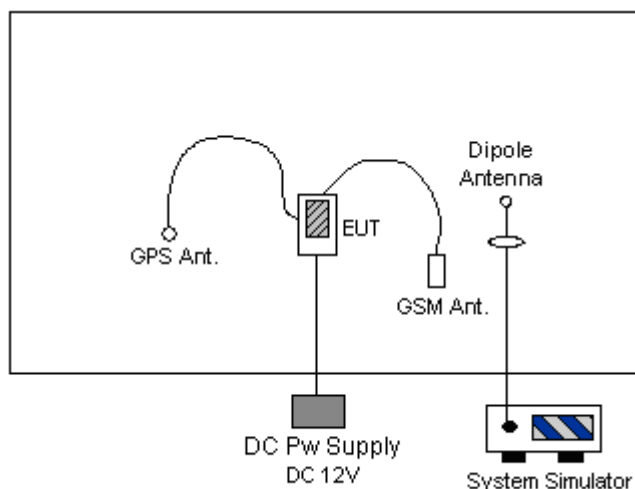 Dipole
Antenna
EUT
GPS Ant.
GSM Ant.
DC Pw Supply
DC 12V
System Simulator